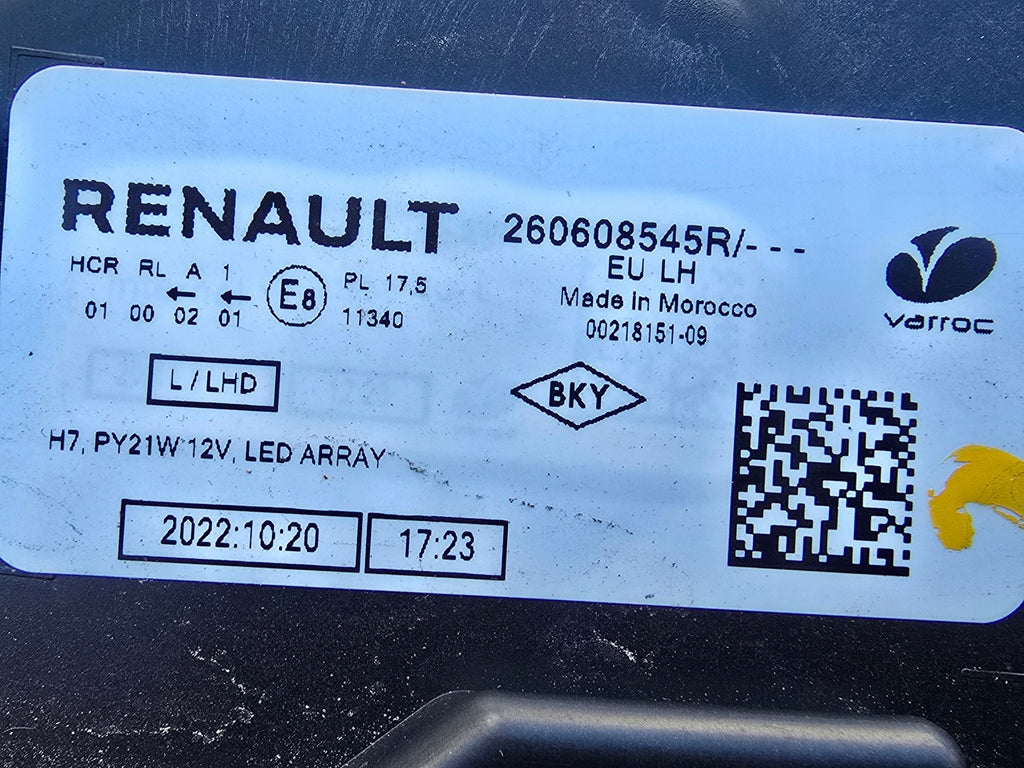 RENAULT
260608545R/---
EU LH
Made in Morocco
00218151-09
varroc
HCR RL A 1
← ←
01 00 02 01
E8
PL 17,5
11340
L / LHD
BKY
H7, PY21W 12V, LED ARRAY
2022:10:20
17:23